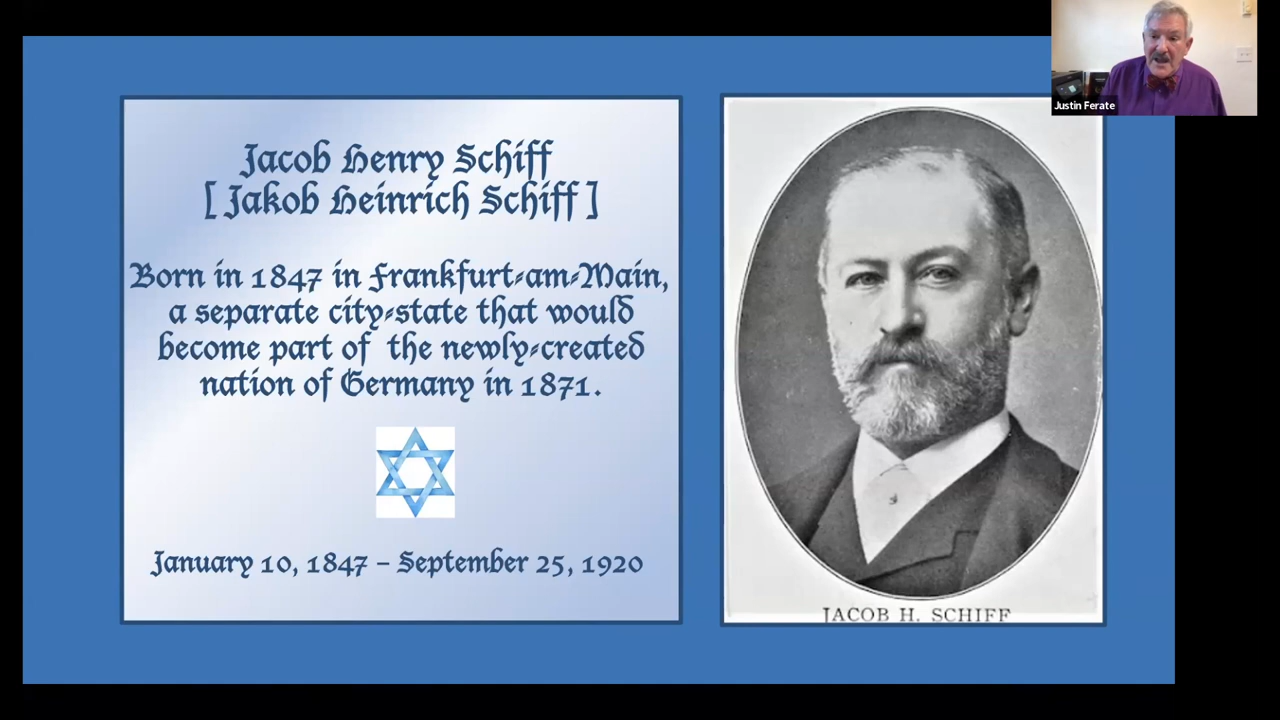 Jacob Henry Schiff
[ Jakob Heinrich Schiff ]
Born in 1847 in Frankfurt-am-Main,
a separate city-state that would
become part of the newly-created
nation of Germany in 1871.
January 10, 1847 – September 25, 1920
JACOB H. SCHIFF
Justin Ferate